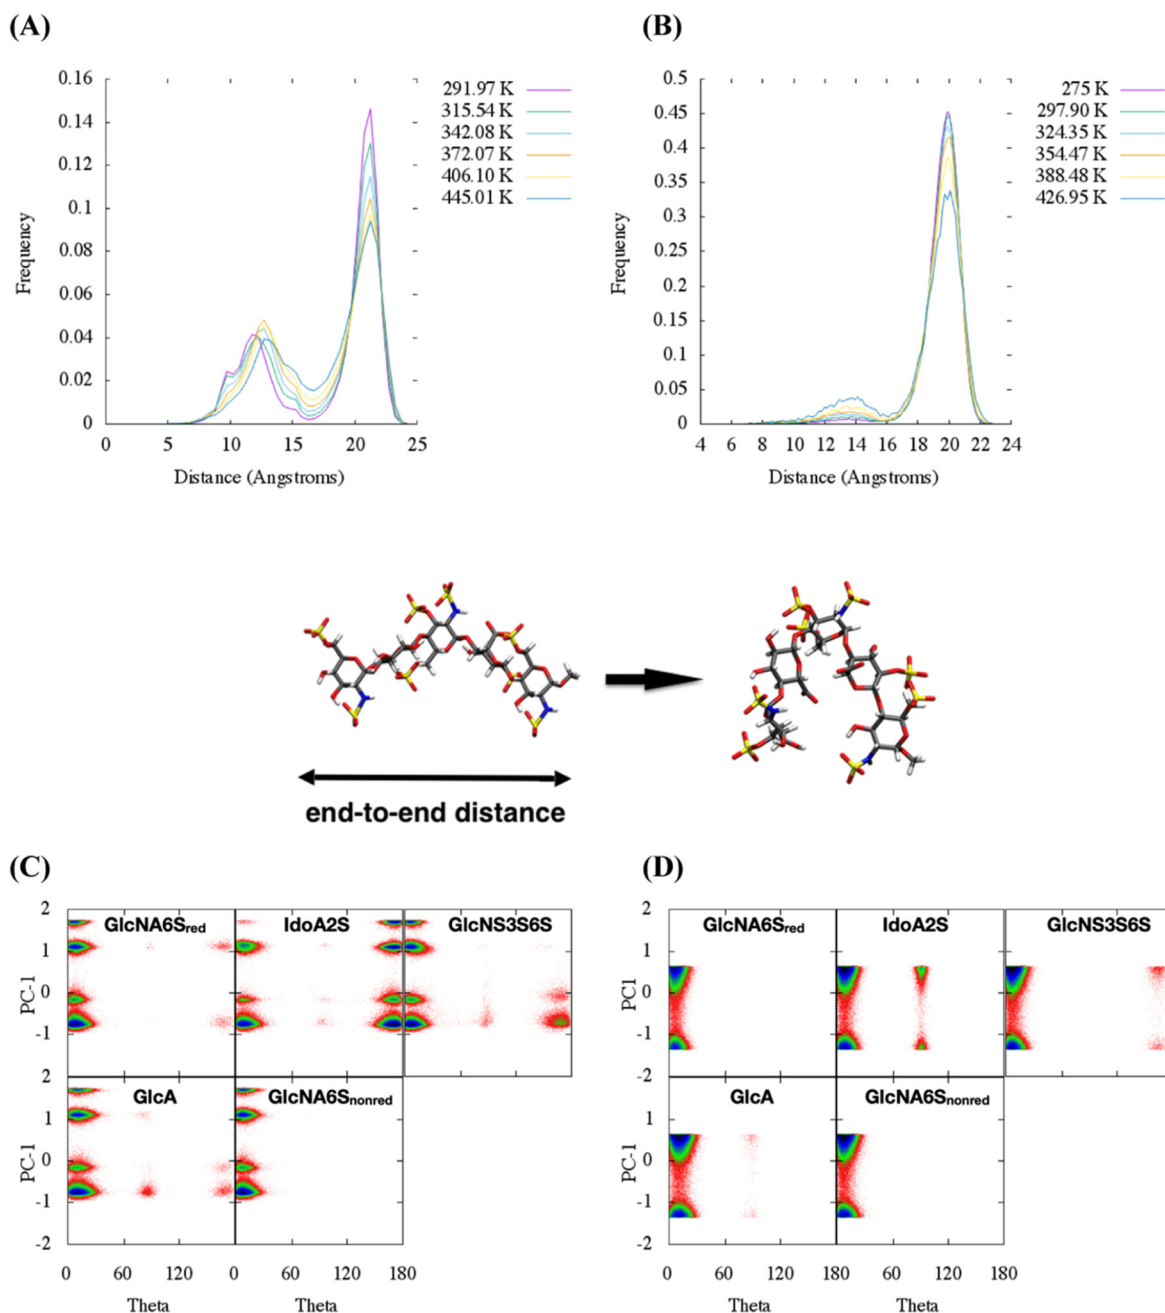 (A)
(B)
0.16
0.14
0.12
0.1
0.08
0.06
0.04
0.02
0
Frequency
0
5
10
15
20
25
Distance (Angstroms)
291.97 K
315.54 K
342.08 K
372.07 K
406.10 K
445.01 K
0.5
0.45
0.4
0.35
0.3
0.25
0.2
0.15
0.1
0.05
0
Frequency
4
6
8
10
12
14
16
18
20
22
24
Distance (Angstroms)
275 K
297.90 K
324.35 K
354.47 K
388.48 K
426.95 K
end-to-end distance
(C)
(D)
2
1
0
-1
2
1
0
-1
-2
PC-1
PC-1
GlcNA6Sred
IdoA2S
GlcNS3S6S
GlcA
GlcNA6Snonred
0
60
120
0
60
120
180
Theta
Theta
2
1
0
-1
-2
1
0
-1
-2
PC1
PC-1
GlcNA6Sred
IdoA2S
GlcNS3S6S
GlcA
GlcNA6Snonred
0
60
120
180
60
120
180
Theta
Theta